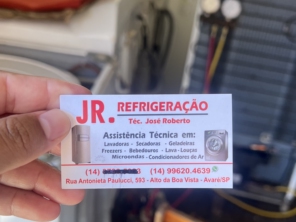 JR. REFRIGERAÇÃO
Téc. José Roberto
Assistência Técnica em:
Lavadoras - Secadoras - Geladeiras
Freezers - Bebedouros - Lava-Louças
Microondas - Condicionadores de Ar
(14) (14) 99620.4639
Rua Antonieta Paulucci, 593 - Alto da Boa Vista - Avaré/SP